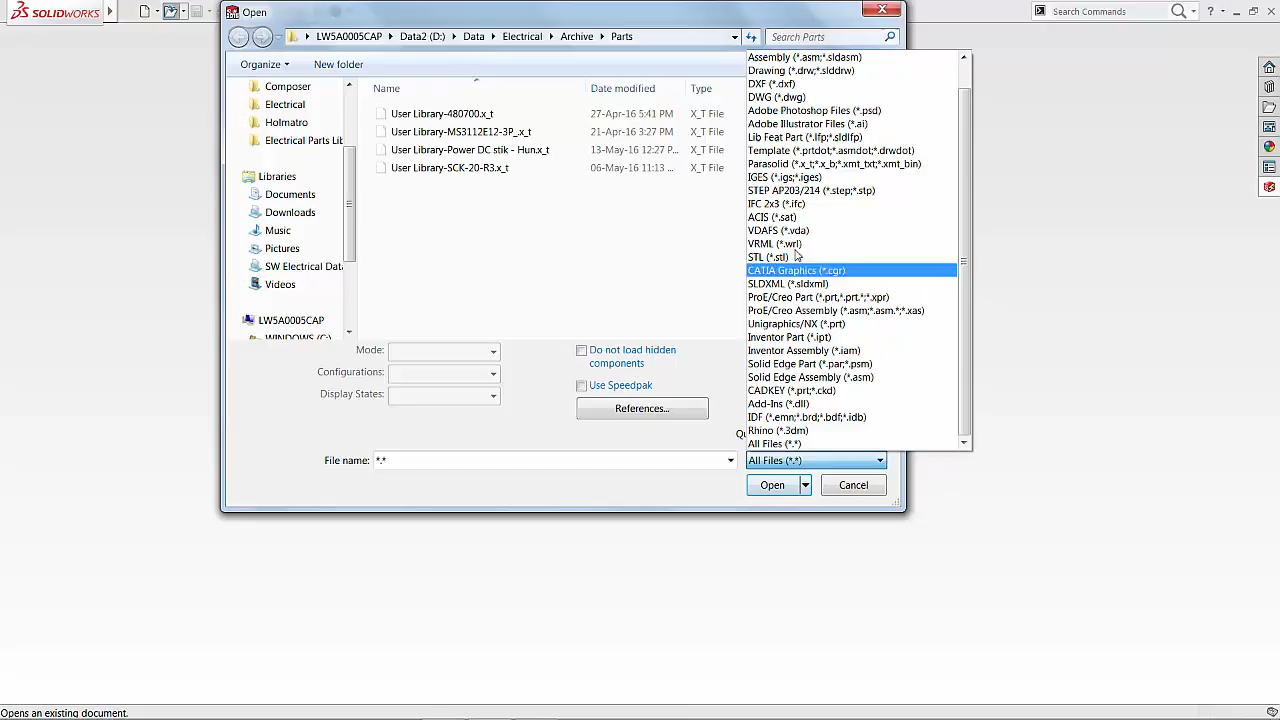 SOLIDWORKS
Search Commands
Open
LW5A0005CAP
Data2 (D:)
Data
Electrical
Archive
Parts
Search Parts
Organize
New folder
Composer
Electrical
Holmatro
Electrical Parts Lib
Libraries
Documents
Downloads
Music
Pictures
SW Electrical Data
Videos
LW5A0005CAP
WINDOWS (C:)
Name
Date modified
Type
User Library-480700.x_t
27-Apr-16 5:41 PM
X_T File
User Library-MS3112E12-3P_.x_t
21-Apr-16 3:27 PM
X_T File
User Library-Power DC stik - Hun.x_t
13-May-16 12:27 P...
X_T File
User Library-SCK-20-R3.x_t
06-May-16 11:13 ...
X_T File
Assembly (*.asm;*.sldasm)
Drawing (*.drw;*.slddrw)
DXF (*.dxf)
DWG (*.dwg)
Adobe Photoshop Files (*.psd)
Adobe Illustrator Files (*.ai)
Lib Feat Part (*.lfp;*.sldlfp)
Template (*.prtdot;*.asmdot;*.drwdot)
Parasolid (*.x_t;*.x_b;*.xmt_txt;*.xmt_bin)
IGES (*.igs;*.iges)
STEP AP203/214 (*.step;*.stp)
IFC 2x3 (*.ifc)
ACIS (*.sat)
VDAFS (*.vda)
VRML (*.wrl)
STL (*.stl)
CATIA Graphics (*.cgr)
SLDXML (*.sldxml)
ProE/Creo Part (*.prt,*.prt.*;*.xpr)
ProE/Creo Assembly (*.asm;*.asm.*;*.xas)
Unigraphics/NX (*.prt)
Inventor Part (*.ipt)
Inventor Assembly (*.iam)
Solid Edge Part (*.par;*.psm)
Solid Edge Assembly (*.asm)
CADKEY (*.prt;*.ckd)
Add-Ins (*.dll)
IDF (*.emn;*.brd;*.bdf;*.idb)
Rhino (*.3dm)
All Files (*.*)
Mode:
Configurations:
Display States:
Do not load hidden
components
Use Speedpak
References...
File name:
*.*
All Files (*.*)
Open
Cancel
Opens an existing document.